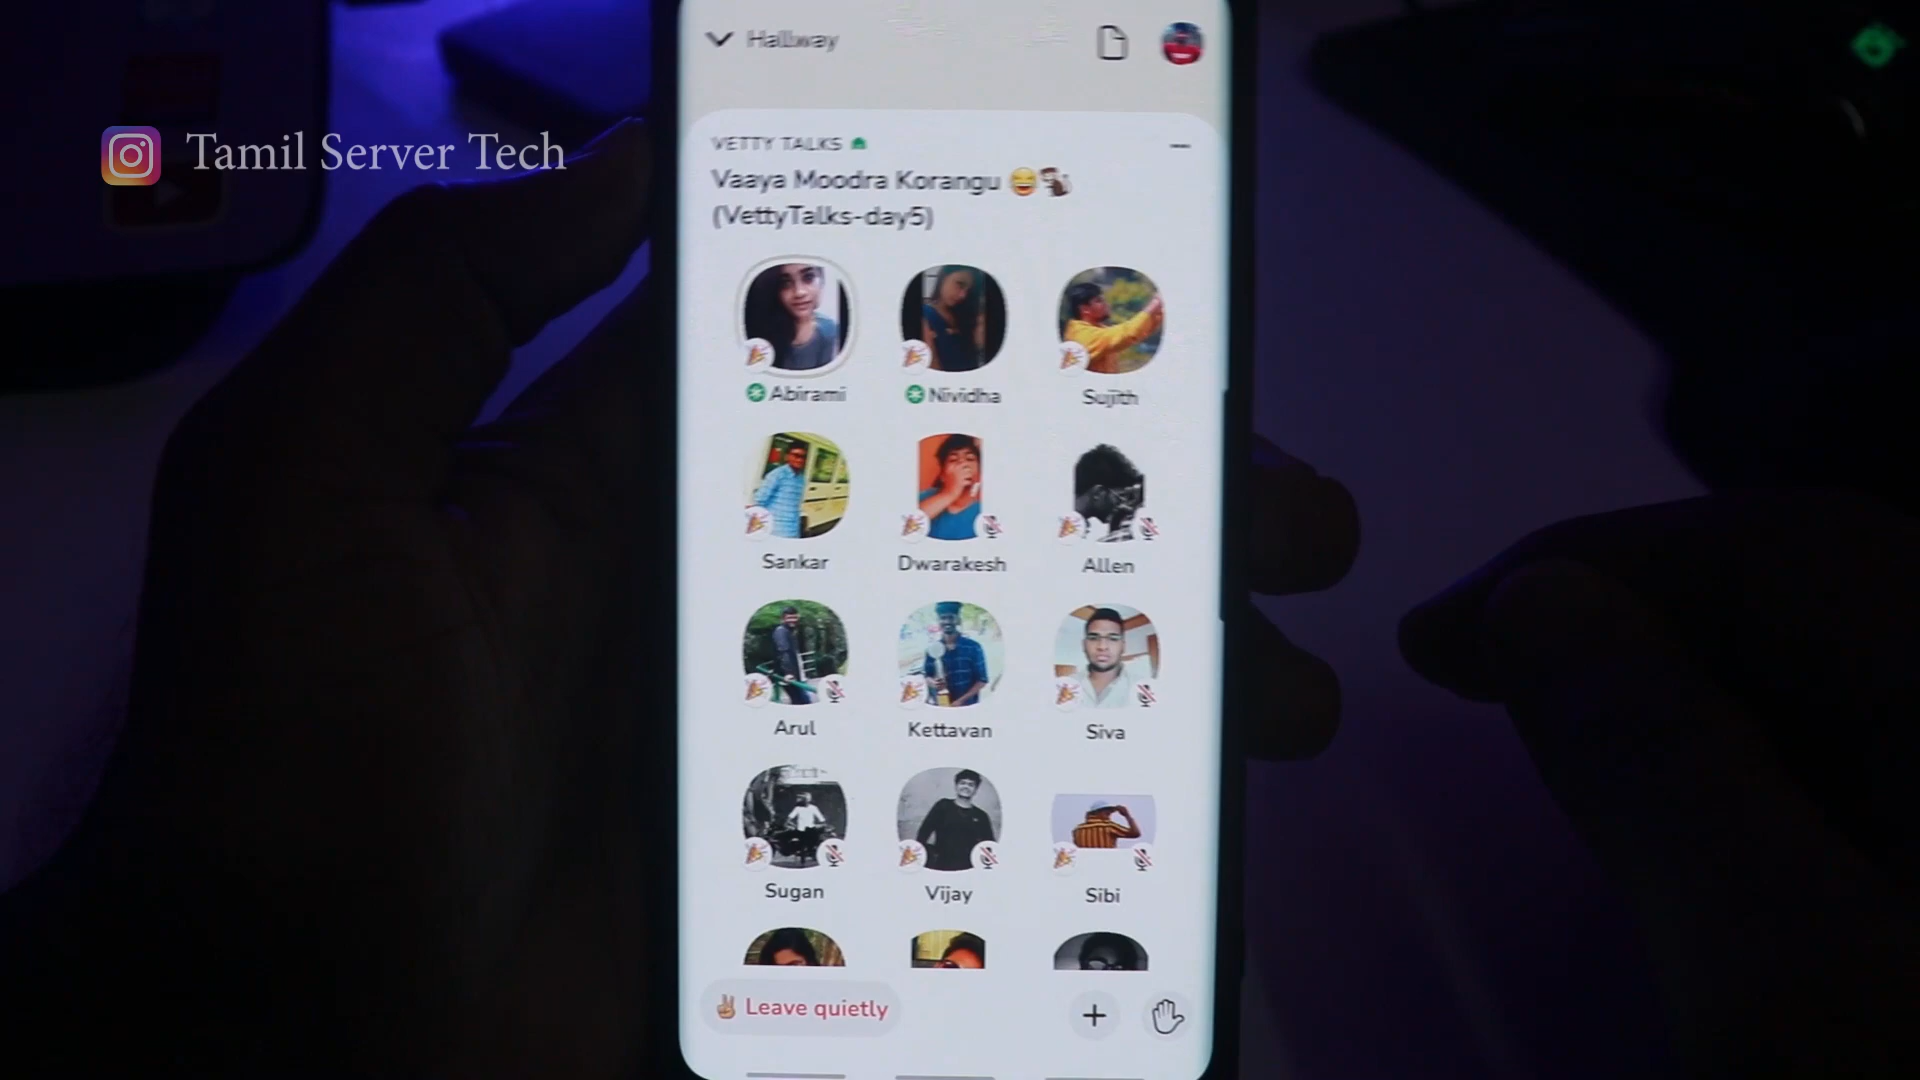 Hallway
Tamil Server Tech
VETTY TALKS
Vaaya Moodra Korangu 😆🐒
(VettyTalks-day5)
Abirami
Nividha
Sujith
Sankar
Dwarakesh
Allen
Arul
Kettavan
Siva
Sugan
Vijay
Sibi
✌🏼 Leave quietly